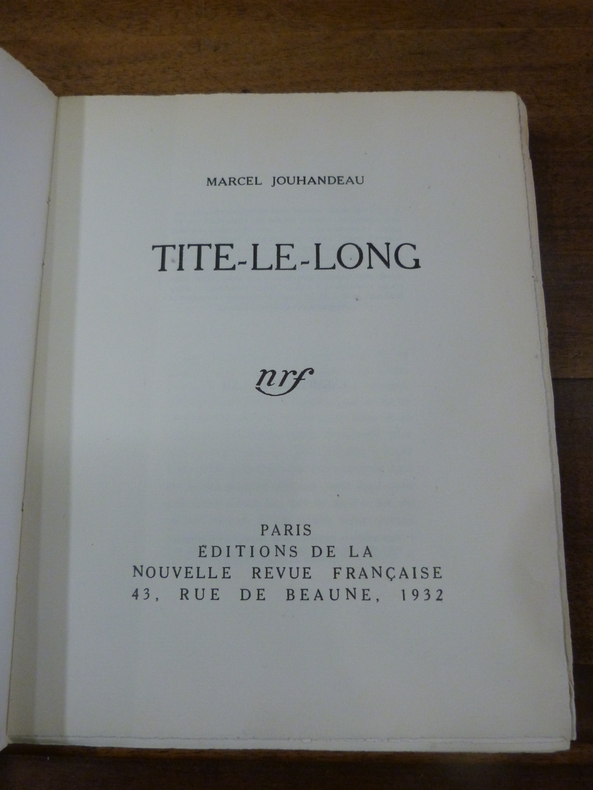 MARCEL JOUHANDEAU
TITE-LE-LONG
nrf
PARIS
ÉDITIONS DE LA
NOUVELLE REVUE FRANÇAISE
43, RUE DE BEAUNE, 1932